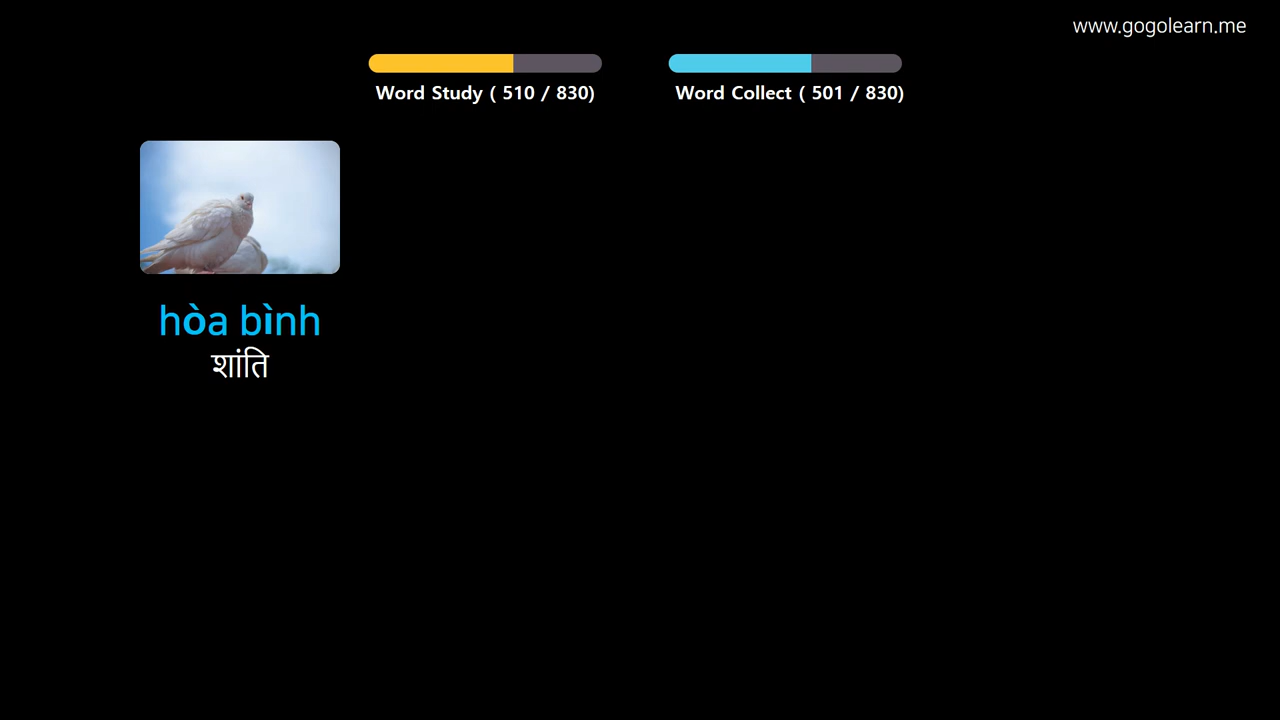 www.gogolearn.me
Word Study ( 510 / 830)
Word Collect ( 501 / 830)
hòa bình
शांति